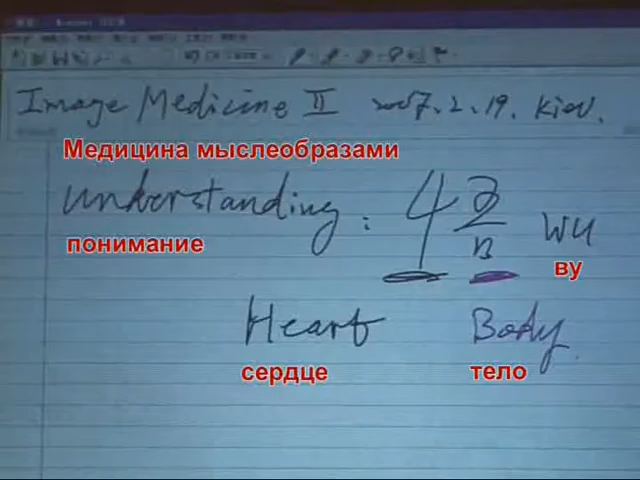 Image Medicine II 2007.2.19. Kiev.
Медицина мыслеобразами
Understanding : 悟 WU
понимание
ву
Heart Body
сердце тело